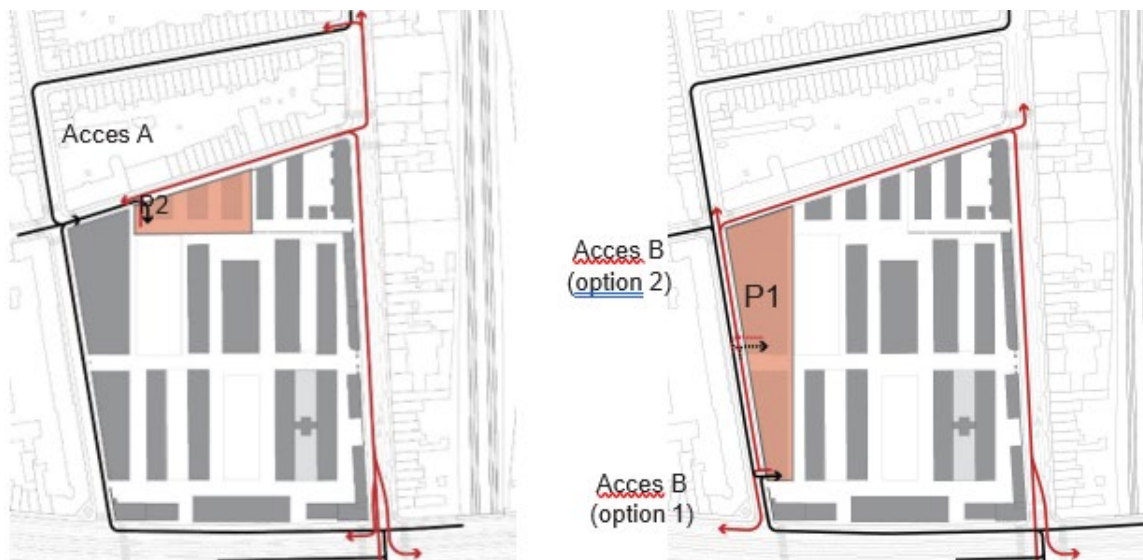 Acces A
P2
Acces B
(option 2)
P1
Acces B
(option 1)